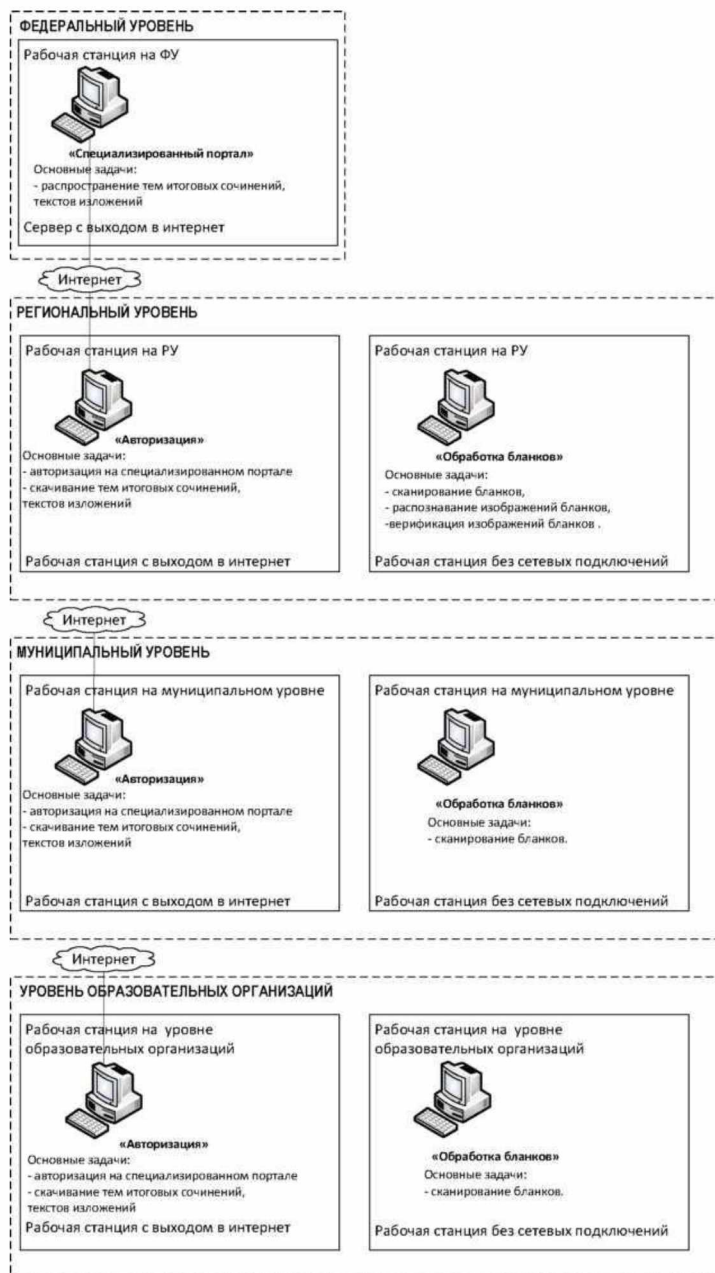 ФЕДЕРАЛЬНЫЙ УРОВЕНЬ
Рабочая станция на ФУ
«Специализированный портал»
Основные задачи:
- распространение тем итоговых сочинений,
текстов изложений
Сервер с выходом в интернет
Интернет
РЕГИОНАЛЬНЫЙ УРОВЕНЬ
Рабочая станция на РУ
«Авторизация»
Основные задачи:
- авторизация на специализированном портале
- скачивание тем итоговых сочинений,
текстов изложений
Рабочая станция с выходом в интернет
Рабочая станция на РУ
«Обработка бланков»
Основные задачи:
- сканирование бланков,
- распознавание изображений бланков,
-верификация изображений бланков .
Рабочая станция без сетевых подключений
Интернет
МУНИЦИПАЛЬНЫЙ УРОВЕНЬ
Рабочая станция на муниципальном уровне
«Авторизация»
Основные задачи:
- авторизация на специализированном портале
- скачивание тем итоговых сочинений,
текстов изложений
Рабочая станция с выходом в интернет
Рабочая станция на муниципальном уровне
«Обработка бланков»
Основные задачи:
- сканирование бланков.
Рабочая станция без сетевых подключений
Интернет
УРОВЕНЬ ОБРАЗОВАТЕЛЬНЫХ ОРГАНИЗАЦИЙ
Рабочая станция на уровне
образовательных организаций
«Авторизация»
Основные задачи:
- авторизация на специализированном портале
- скачивание тем итоговых сочинений,
текстов изложений
Рабочая станция с выходом в интернет
Рабочая станция на уровне
образовательных организаций
«Обработка бланков»
Основные задачи:
- сканирование бланков.
Рабочая станция без сетевых подключений